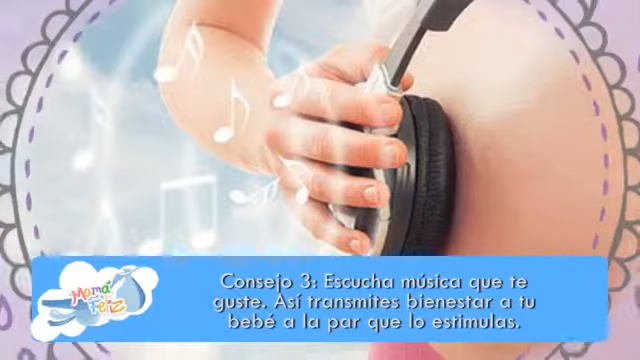 Consejo 3: Escucha música que te
guste. Así transmites bienestar a tu
bebé a la par que lo estimulas.
Mamá
Feliz